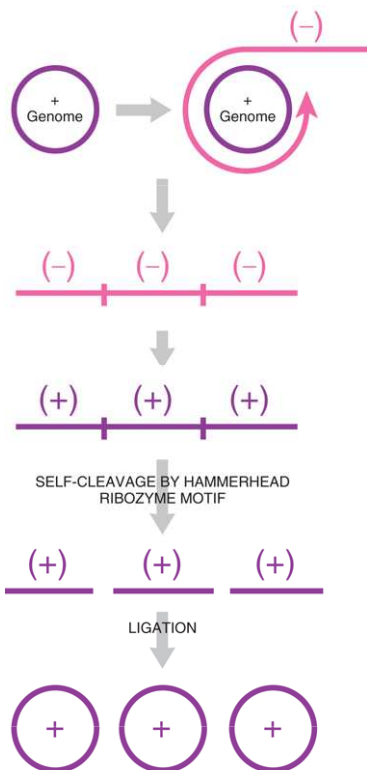 (–)
+
Genome
+
Genome
(–) (–) (–)
(+) (+) (+)
SELF-CLEAVAGE BY HAMMERHEAD
RIBOZYME MOTIF
(+) (+) (+)
LIGATION
+ + +